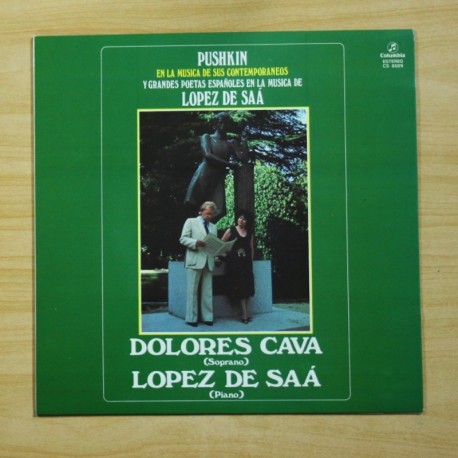 PUSHKIN
EN LA MUSICA DE SUS CONTEMPORANEOS
Y GRANDES POETAS ESPAÑOLES EN LA MUSICA DE
LOPEZ DE SAÁ
Columbia
ESTEREO
DOLORES CAVA
(Soprano)
LOPEZ DE SAÁ
(Piano)